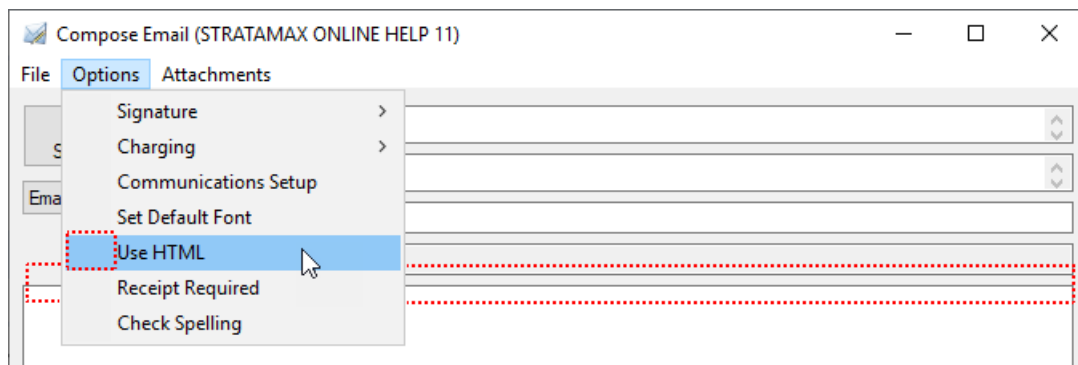 Compose Email (STRATAMAX ONLINE HELP 11)
File Options Attachments
Signature
S
Charging
Communications Setup
Ema
Set Default Font
Use HTML
Receipt Required
Check Spelling